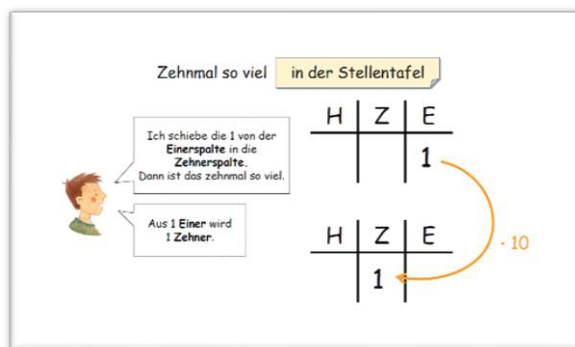 Zehnmal so viel in der Stellentafel
Ich schiebe die 1 von der
Einerspalte in die
Zehnerspalte.
Dann ist das zehnmal so viel.
Aus 1 Einer wird
1 Zehner.
H Z E
1
· 10
H Z E
1